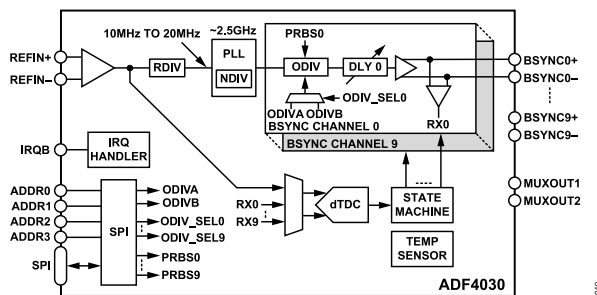 10MHz TO 20MHz
~2.5GHz
PRBS0
REFIN+
REFIN–
RDIV
PLL
NDIV
ODIV
DLY 0
BSYNC0+
BSYNC0–
ODIV_SEL0
ODIVA ODIVB
BSYNC CHANNEL 0
RX0
BSYNC CHANNEL 9
BSYNC9+
BSYNC9–
IRQB
IRQ
HANDLER
ADDR0
ADDR1
ADDR2
ADDR3
SPI
SPI
ODIVA
ODIVB
ODIV_SEL0
ODIV_SEL9
PRBS0
PRBS9
RX0
RX9
dTDC
STATE
MACHINE
TEMP
SENSOR
MUXOUT1
MUXOUT2
ADF4030